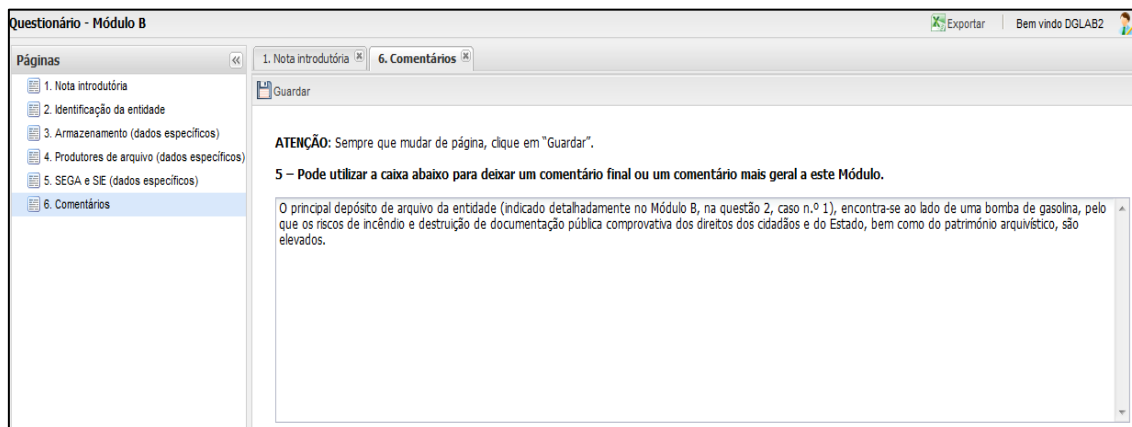 Questionário - Módulo B
Exportar
Bem vindo DGLAB2
Páginas
1. Nota introdutória
2. Identificação da entidade
3. Armazenamento (dados específicos)
4. Produtores de arquivo (dados específicos)
5. SEGA e SIE (dados específicos)
6. Comentários
1. Nota introdutória
6. Comentários
Guardar
ATENÇÃO: Sempre que mudar de página, clique em "Guardar".
5 – Pode utilizar a caixa abaixo para deixar um comentário final ou um comentário mais geral a este Módulo.
O principal depósito de arquivo da entidade (indicado detalhadamente no Módulo B, na questão 2, caso n.º 1), encontra-se ao lado de uma bomba de gasolina, pelo
que os riscos de incêndio e destruição de documentação pública comprovativa dos direitos dos cidadãos e do Estado, bem como do património arquivístico, são
elevados.